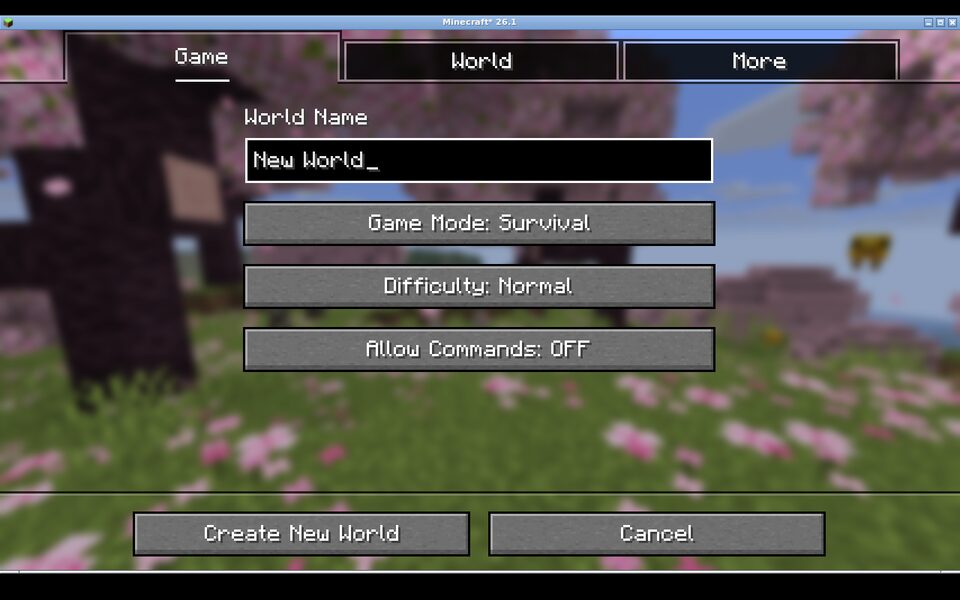 Minecraft* 26.1
Game
World
More
World Name
New World_
Game Mode: Survival
Difficulty: Normal
Allow Commands: OFF
Create New World
Cancel